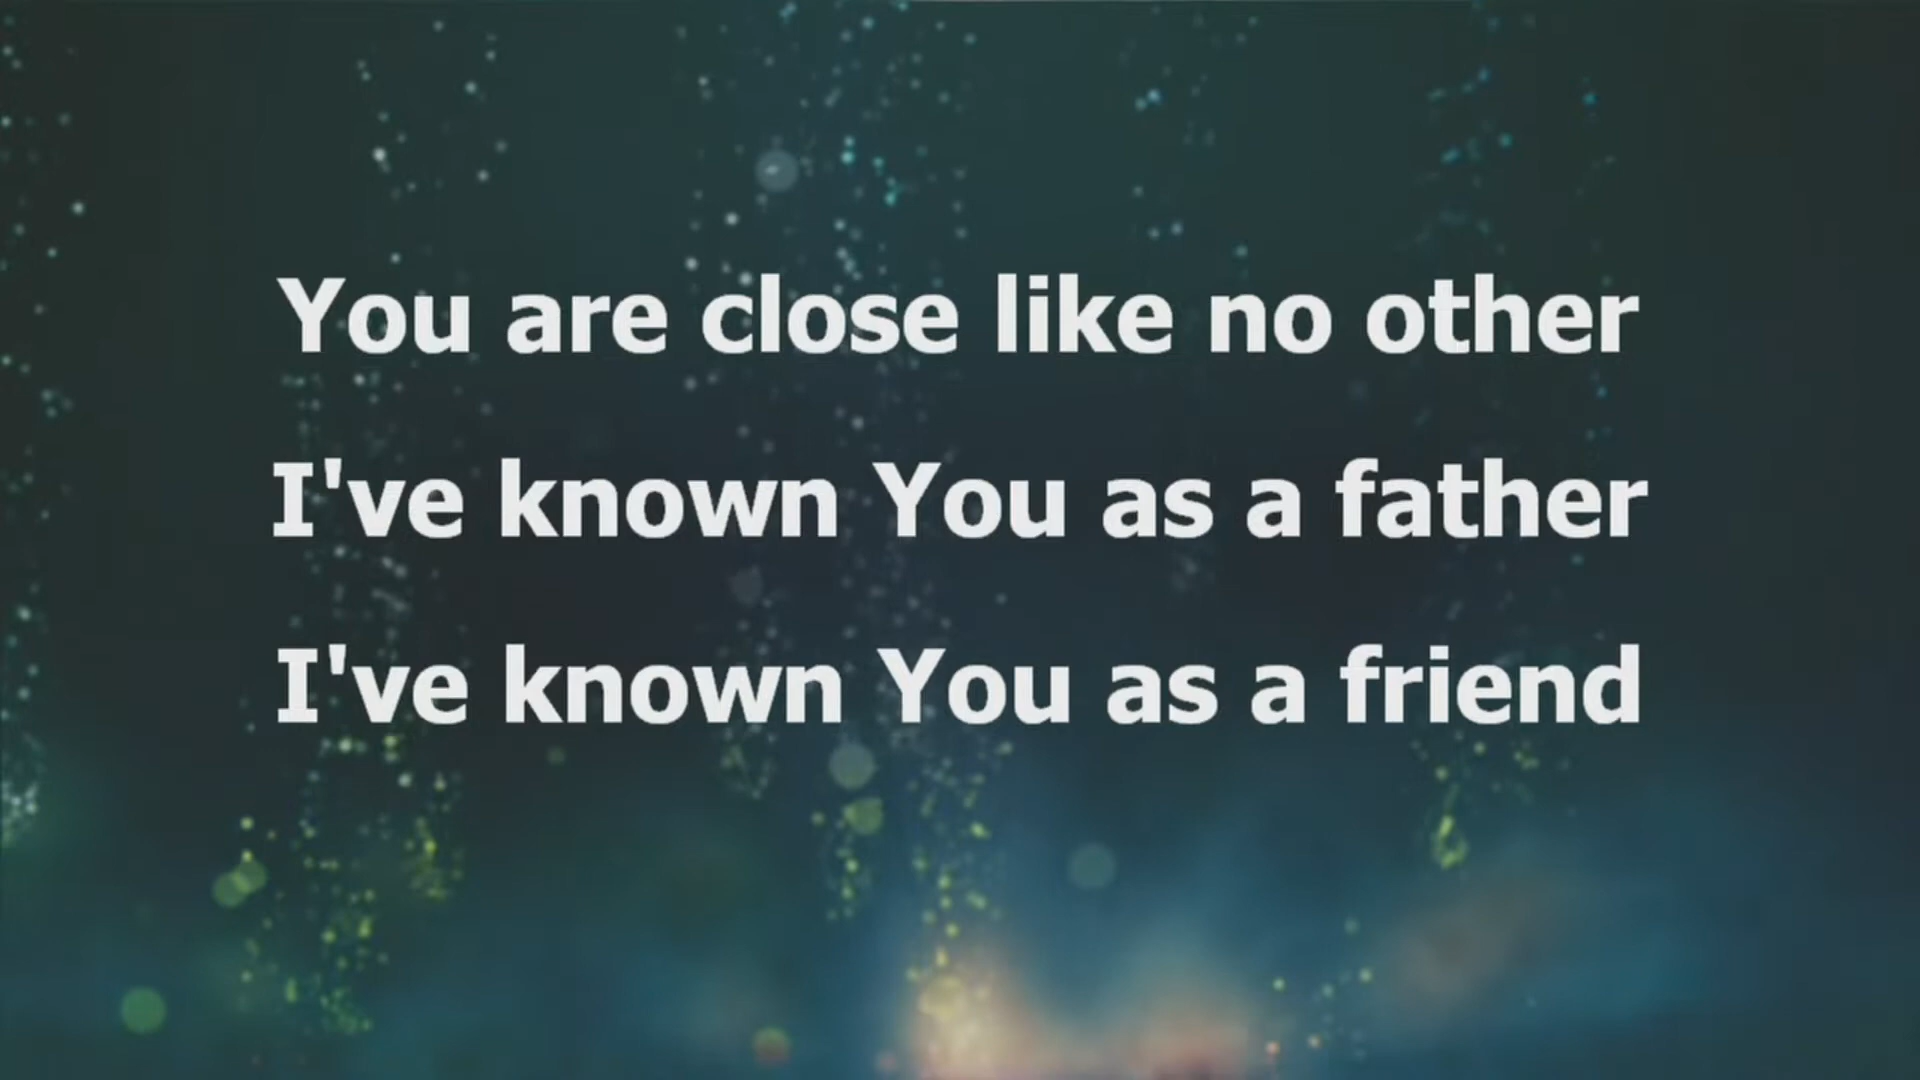 You are close like no other
I've known You as a father
I've known You as a friend